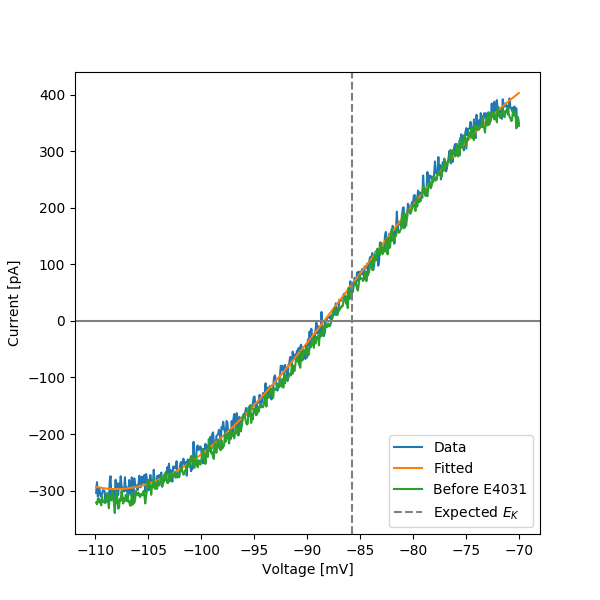 400
300
200
100
0
−100
−200
−300
Current [pA]
−110 −105 −100 −95 −90 −85 −80 −75 −70
Voltage [mV]
Data
Fitted
Before E4031
Expected E_K